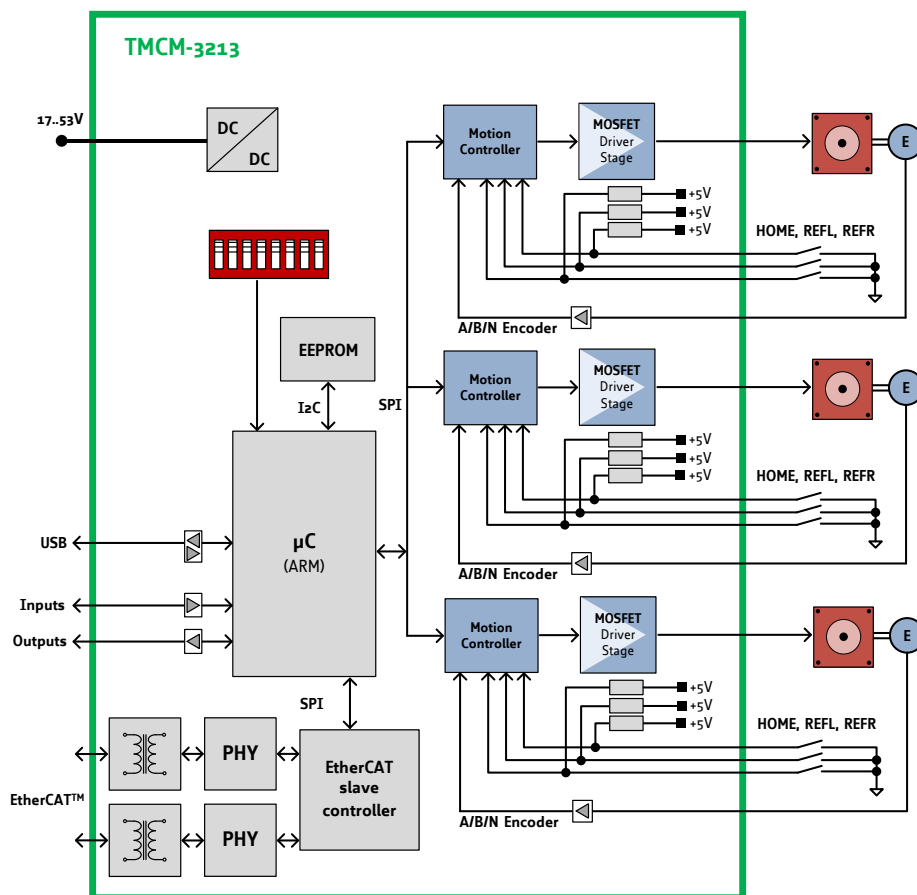 TMCM-3213
17..53V
DC
DC
Motion
Controller
MOSFET
Driver
Stage
E
+5V
+5V
+5V
HOME, REFL, REFR
A/B/N Encoder
EEPROM
I2C
SPI
Motion
Controller
MOSFET
Driver
Stage
E
+5V
+5V
+5V
HOME, REFL, REFR
A/B/N Encoder
µC
(ARM)
USB
Inputs
Outputs
Motion
Controller
MOSFET
Driver
Stage
E
+5V
+5V
+5V
HOME, REFL, REFR
A/B/N Encoder
SPI
PHY
EtherCAT
slave
controller
EtherCAT™
PHY